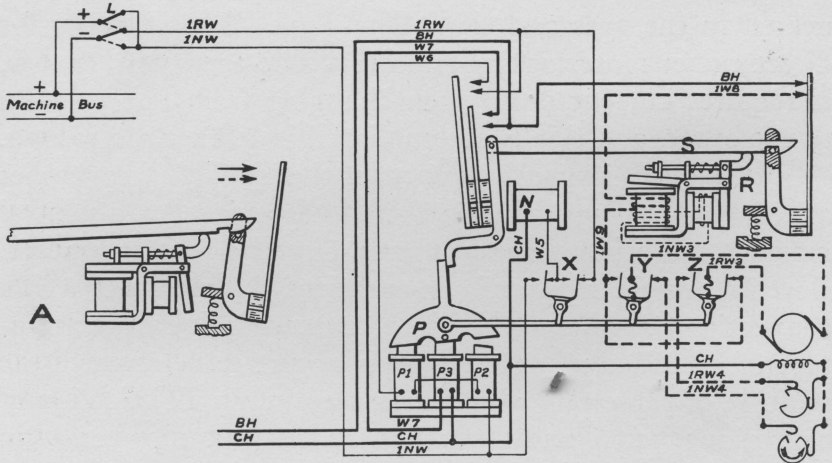 +
L
-
1RW
1NW
+
Machine Bus
-
1RW
BH
W7
W6
BH
1W8
S
R
N
CH
W5
X
1W9
1NW3
Y
Z
1RW3
A
P
P1
P3
P2
CH
1RW4
1NW4
BH
CH
W7
CH
1NW